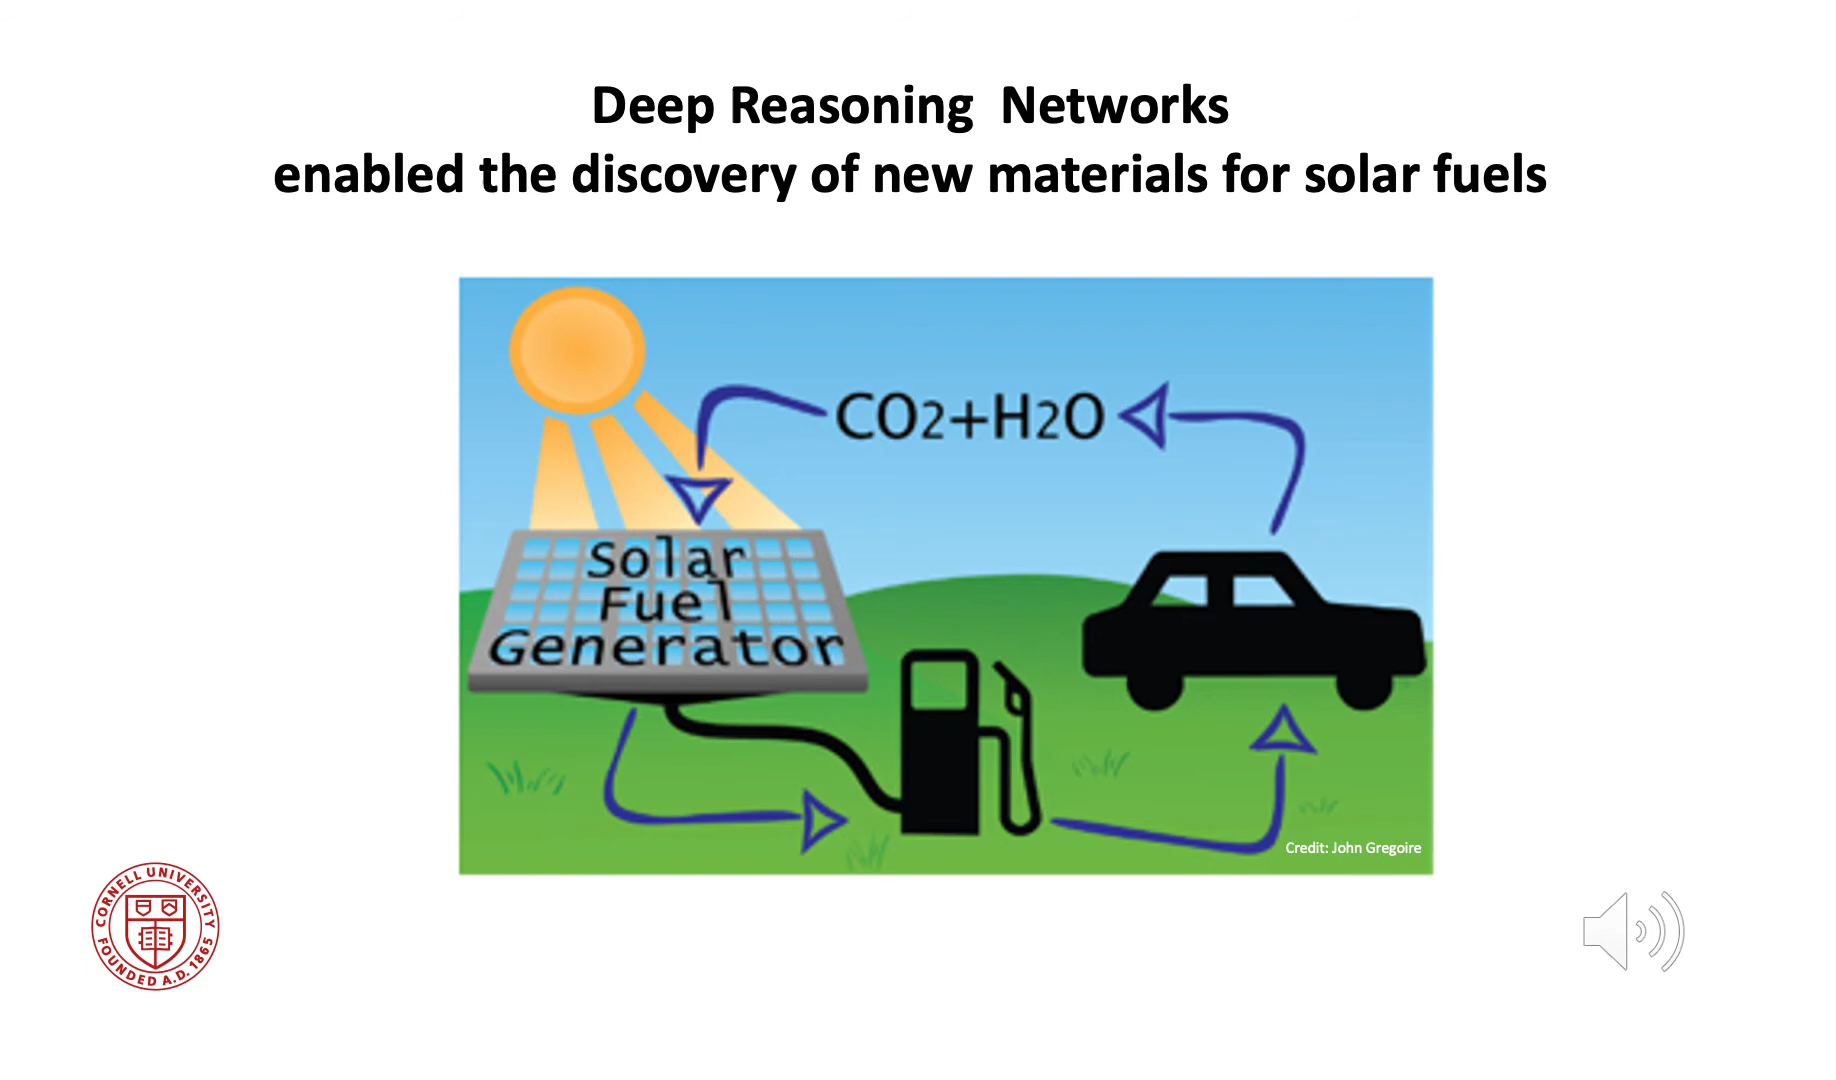 Deep Reasoning  Networks
enabled the discovery of new materials for solar fuels
CO2+H2O
Solar
Fuel
Generator
Credit: John Gregoire
CORNELL UNIVERSITY
FOUNDED A.D. 1865